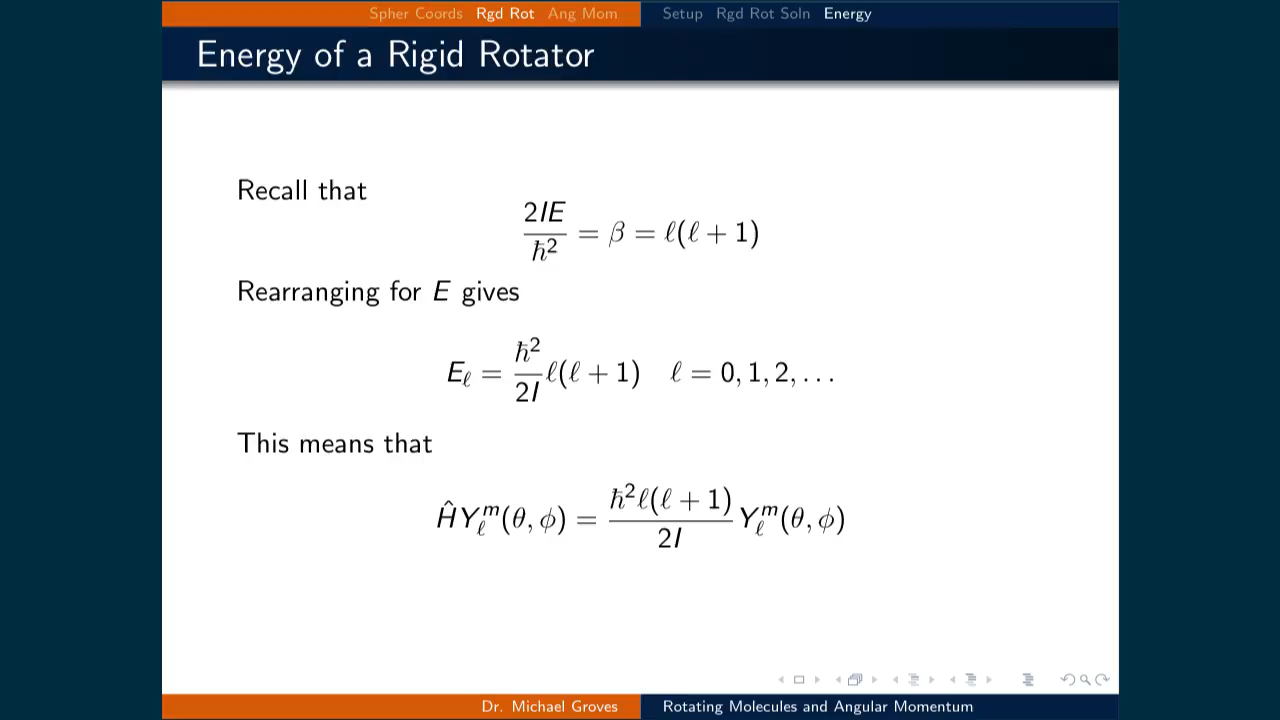 Spher Coords Rgd Rot Ang Mom Setup Rgd Rot Soln Energy
Energy of a Rigid Rotator
Recall that
2IE/ħ² = β = ℓ(ℓ + 1)
Rearranging for E gives
E_ℓ = ħ²/2I ℓ(ℓ + 1) ℓ = 0, 1, 2, . . .
This means that
ĤY_ℓ^m(θ, ϕ) = ħ²ℓ(ℓ + 1)/2I Y_ℓ^m(θ, ϕ)
Dr. Michael Groves Rotating Molecules and Angular Momentum